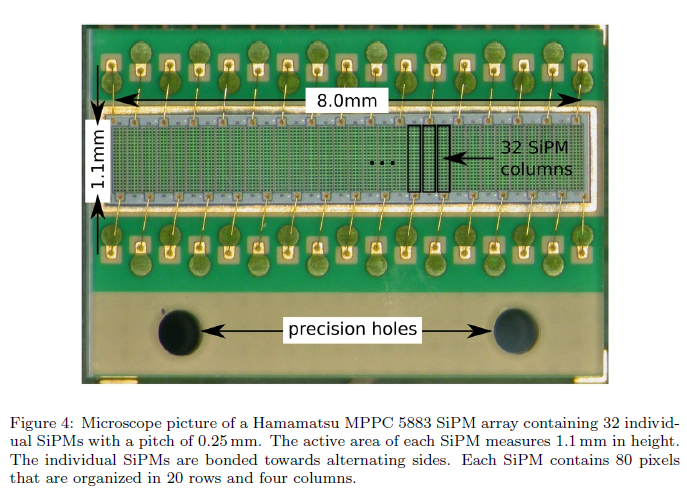 8.0mm
1.1mm
...
32 SiPM
columns
precision holes
Figure 4: Microscope picture of a Hamamatsu MPPC 5883 SiPM array containing 32 individ-
ual SiPMs with a pitch of 0.25 mm. The active area of each SiPM measures 1.1 mm in height.
The individual SiPMs are bonded towards alternating sides. Each SiPM contains 80 pixels
that are organized in 20 rows and four columns.